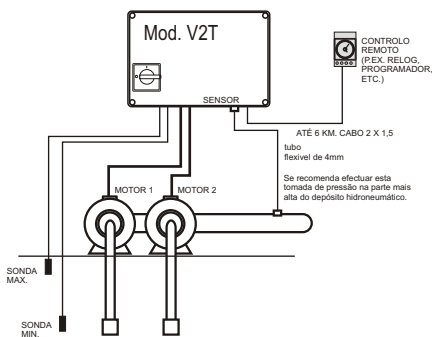 Mod. V2T
SENSOR
CONTROLO
REMOTO
(P.EX. RELOG,
PROGRAMADOR,
ETC.)
ATÉ 6 KM. CABO 2 X 1,5
tubo
flexivel de 4mm
Se recomenda efectuar esta
tomada de pressão na parte mais
alta do depósito hidroneumático.
MOTOR 1
MOTOR 2
SONDA
MAX.
SONDA
MIN.